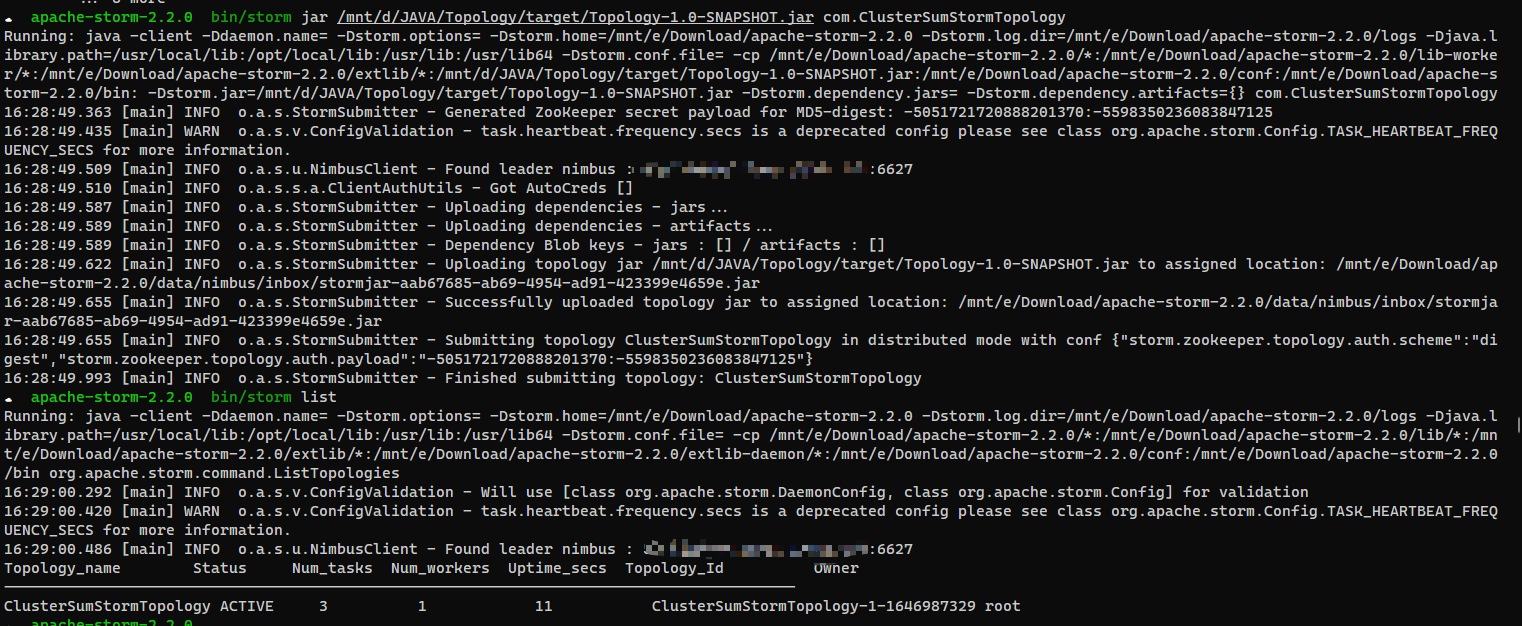 ... 8 more
apache-storm-2.2.0 bin/storm jar /mnt/d/JAVA/Topology/target/Topology-1.0-SNAPSHOT.jar com.ClusterSumStormTopology
Running: java -client -Ddaemon.name= -Dstorm.options= -Dstorm.home=/mnt/e/Download/apache-storm-2.2.0 -Dstorm.log.dir=/mnt/e/Download/apache-storm-2.2.0/logs -Djava.l
ibrary.path=/usr/local/lib:/opt/local/lib:/usr/lib:/usr/lib64 -Dstorm.conf.file= -cp /mnt/e/Download/apache-storm-2.2.0/*:/mnt/e/Download/apache-storm-2.2.0/lib-worke
r/*:/mnt/e/Download/apache-storm-2.2.0/extlib/*:/mnt/d/JAVA/Topology/target/Topology-1.0-SNAPSHOT.jar:/mnt/e/Download/apache-storm-2.2.0/conf:/mnt/e/Download/apache-s
torm-2.2.0/bin: -Dstorm.jar=/mnt/d/JAVA/Topology/target/Topology-1.0-SNAPSHOT.jar -Dstorm.dependency.jars= -Dstorm.dependency.artifacts={} com.ClusterSumStormTopology
16:28:49.363 [main] INFO  o.a.s.StormSubmitter - Generated ZooKeeper secret payload for MD5-digest: -5051721720888201370:-5598350236083847125
16:28:49.435 [main] WARN  o.a.s.v.ConfigValidation - task.heartbeat.frequency.secs is a deprecated config please see class org.apache.storm.Config.TASK_HEARTBEAT_FREQ
UENCY_SECS for more information.
16:28:49.509 [main] INFO  o.a.s.u.NimbusClient - Found leader nimbus : :6627
16:28:49.510 [main] INFO  o.a.s.s.a.ClientAuthUtils - Got AutoCreds []
16:28:49.587 [main] INFO  o.a.s.StormSubmitter - Uploading dependencies - jars...
16:28:49.589 [main] INFO  o.a.s.StormSubmitter - Uploading dependencies - artifacts...
16:28:49.589 [main] INFO  o.a.s.StormSubmitter - Dependency Blob keys - jars : [] / artifacts : []
16:28:49.622 [main] INFO  o.a.s.StormSubmitter - Uploading topology jar /mnt/d/JAVA/Topology/target/Topology-1.0-SNAPSHOT.jar to assigned location: /mnt/e/Download/ap
ache-storm-2.2.0/data/nimbus/inbox/stormjar-aab67685-ab69-4954-ad91-423399e4659e.jar
16:28:49.655 [main] INFO  o.a.s.StormSubmitter - Successfully uploaded topology jar to assigned location: /mnt/e/Download/apache-storm-2.2.0/data/nimbus/inbox/stormja
r-aab67685-ab69-4954-ad91-423399e4659e.jar
16:28:49.655 [main] INFO  o.a.s.StormSubmitter - Submitting topology ClusterSumStormTopology in distributed mode with conf {"storm.zookeeper.topology.auth.scheme":"di
gest","storm.zookeeper.topology.auth.payload":"-5051721720888201370:-5598350236083847125"}
16:28:49.993 [main] INFO  o.a.s.StormSubmitter - Finished submitting topology: ClusterSumStormTopology
apache-storm-2.2.0 bin/storm list
Running: java -client -Ddaemon.name= -Dstorm.options= -Dstorm.home=/mnt/e/Download/apache-storm-2.2.0 -Dstorm.log.dir=/mnt/e/Download/apache-storm-2.2.0/logs -Djava.l
ibrary.path=/usr/local/lib:/opt/local/lib:/usr/lib:/usr/lib64 -Dstorm.conf.file= -cp /mnt/e/Download/apache-storm-2.2.0/*:/mnt/e/Download/apache-storm-2.2.0/lib/*:/mn
t/e/Download/apache-storm-2.2.0/extlib/*:/mnt/e/Download/apache-storm-2.2.0/extlib-daemon/*:/mnt/e/Download/apache-storm-2.2.0/conf:/mnt/e/Download/apache-storm-2.2.0
/bin org.apache.storm.command.ListTopologies
16:29:00.292 [main] INFO  o.a.s.v.ConfigValidation - Will use [class org.apache.storm.DaemonConfig, class org.apache.storm.Config] for validation
16:29:00.420 [main] WARN  o.a.s.v.ConfigValidation - task.heartbeat.frequency.secs is a deprecated config please see class org.apache.storm.Config.TASK_HEARTBEAT_FREQ
UENCY_SECS for more information.
16:29:00.486 [main] INFO  o.a.s.u.NimbusClient - Found leader nimbus : :6627
Topology_name        Status     Num_tasks  Num_workers  Uptime_secs  Topology_Id          Owner
ClusterSumStormTopology ACTIVE     3          1            11           ClusterSumStormTopology-1-1646987329 root
apache-storm-2.2.0